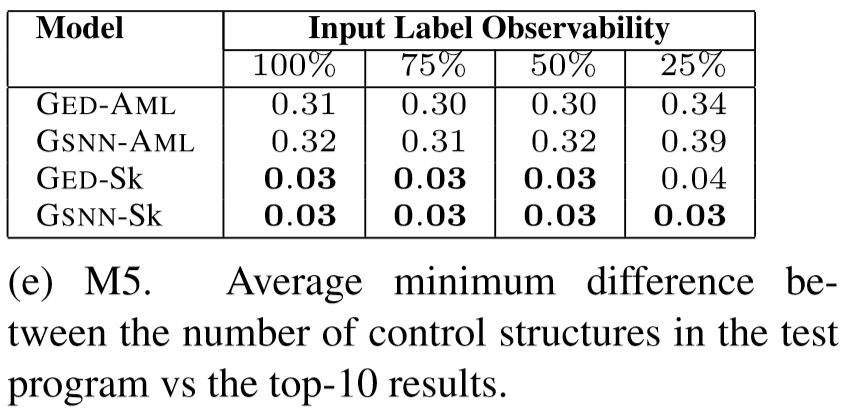 Model Input Label Observability
100% 75% 50% 25%
GED-AML 0.31 0.30 0.30 0.34
GSNN-AML 0.32 0.31 0.32 0.39
GED-Sk 0.03 0.03 0.03 0.04
GSNN-Sk 0.03 0.03 0.03 0.03
(e) M5. Average minimum difference be-
tween the number of control structures in the test
program vs the top-10 results.